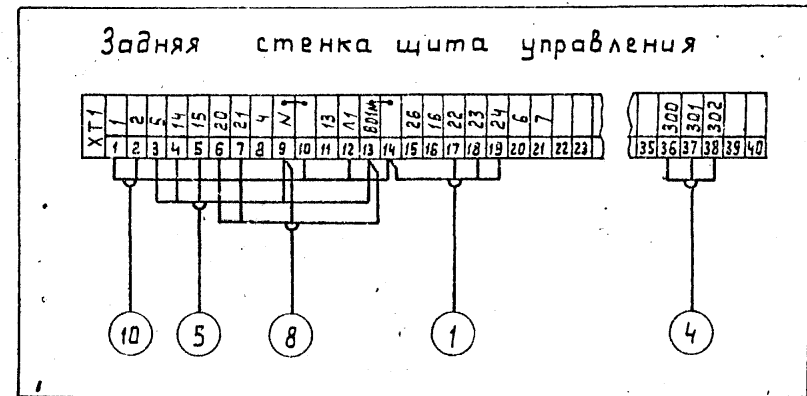 Задняя стенка щита управления
ХТ1 1 2 5 14 15 20 21 4 N 13 Л1 801 26 16 22 23 24 6 7 300 301 302
1 2 3 4 5 6 7 8 9 10 11 12 13 14 15 16 17 18 19 20 21 22 23 35 36 37 38 39 40
10 5 8 1 4